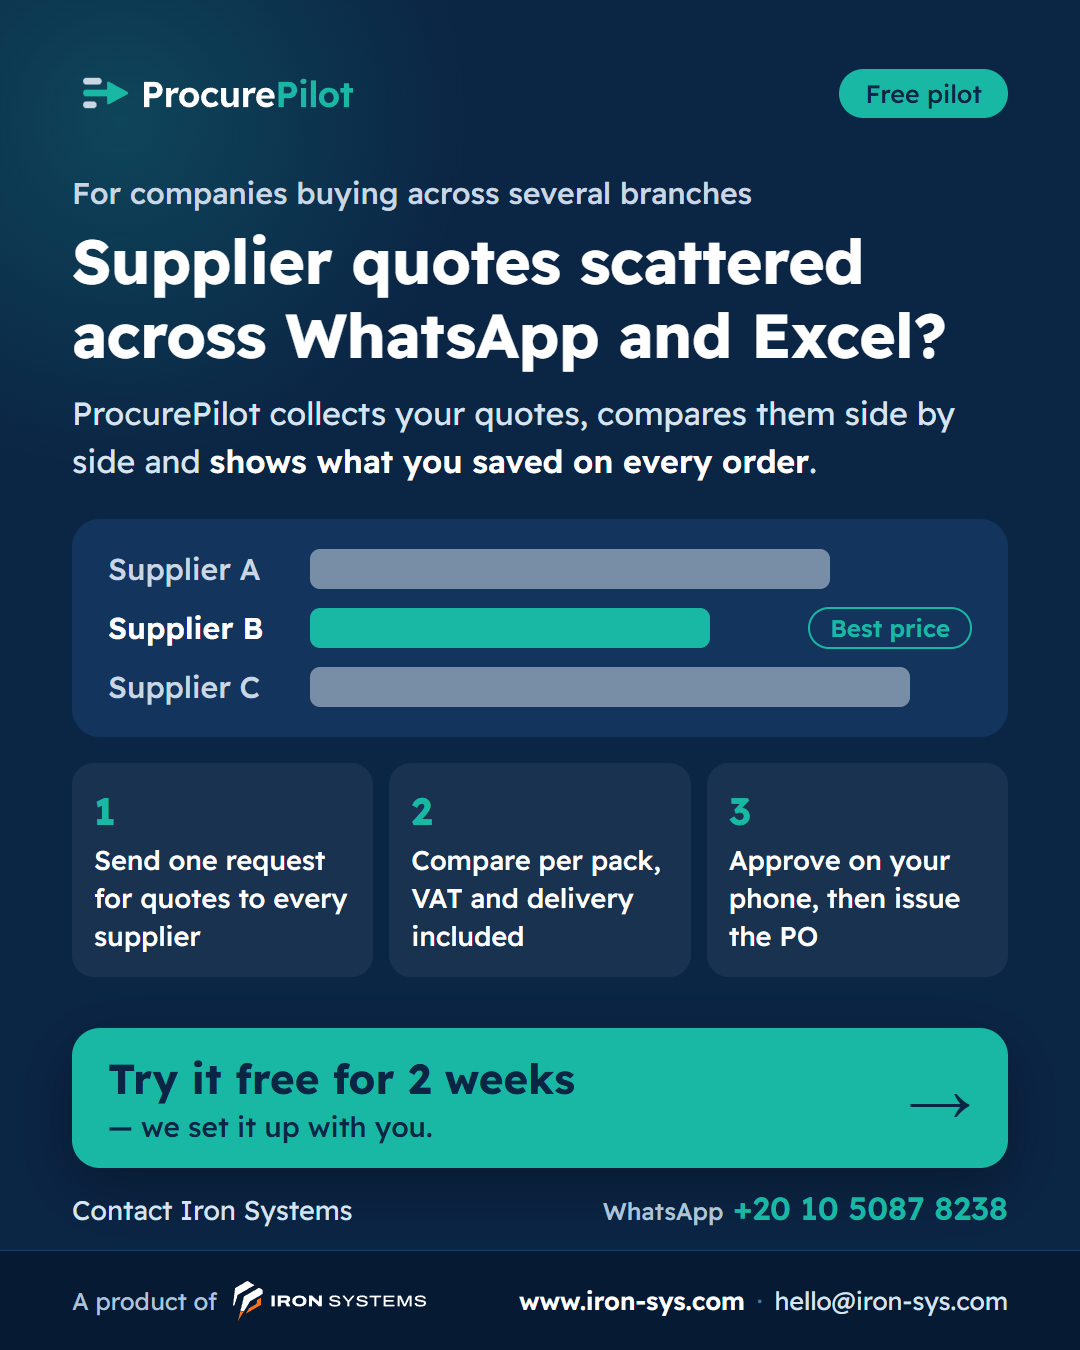 ProcurePilot
Free pilot
For companies buying across several branches
Supplier quotes scattered
across WhatsApp and Excel?
ProcurePilot collects your quotes, compares them side by
side and shows what you saved on every order.
Supplier A
Supplier B
Best price
Supplier C
1
Send one request
for quotes to every
supplier
2
Compare per pack,
VAT and delivery
included
3
Approve on your
phone, then issue
the PO
Try it free for 2 weeks
— we set it up with you.
→
Contact Iron Systems
WhatsApp +20 10 5087 8238
A product of IRON SYSTEMS
www.iron-sys.com · hello@iron-sys.com